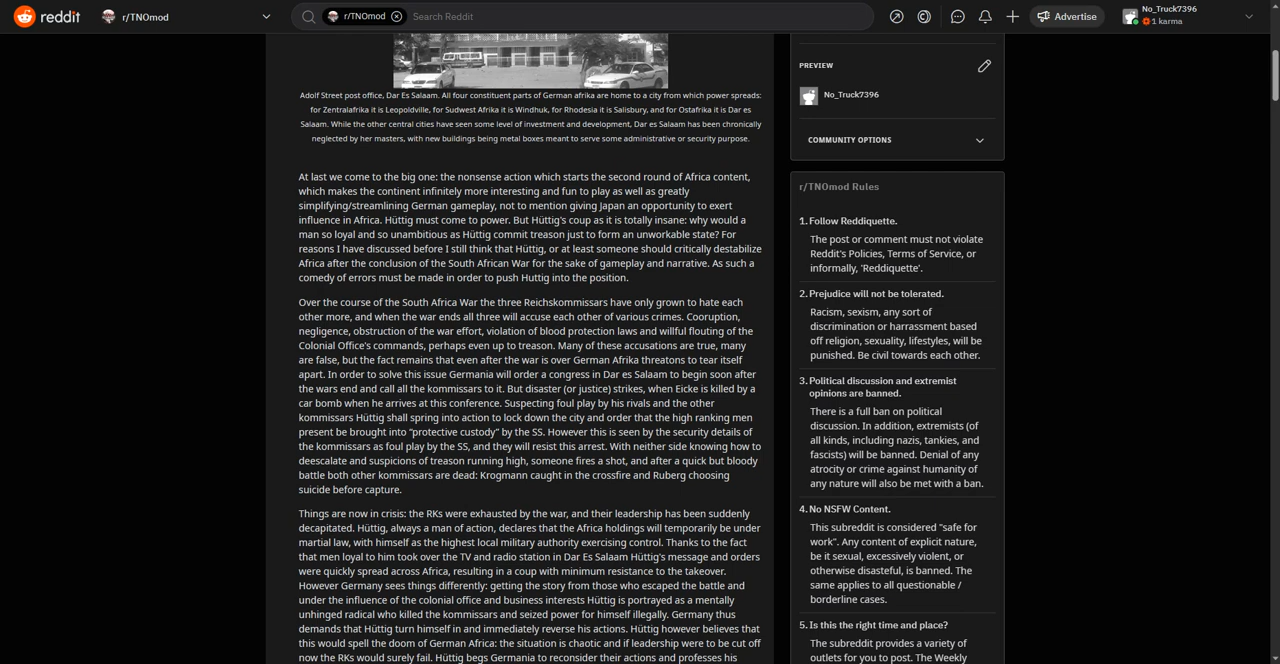 reddit
r/TNOmod
r/TNOmod
Search Reddit
Advertise
No_Truck7396
1 karma
Adolf Street post office, Dar Es Salaam. All four constituent parts of German afrika are home to a city from which power spreads:
for Zentralafrika it is Leopoldville, for Sudwest Afrika it is Windhuk, for Rhodesia it is Salisbury, and for Ostafrika it is Dar es
Salaam. While the other central cities have seen some level of investment and development, Dar es Salaam has been chronically
neglected by her masters, with new buildings being metal boxes meant to serve some administrative or security purpose.
At last we come to the big one: the nonsense action which starts the second round of Africa content,
which makes the continent infinitely more interesting and fun to play as well as greatly
simplifying/streamlining German gameplay, not to mention giving Japan an opportunity to exert
influence in Africa. Hüttig must come to power. But Hüttig's coup as it is totally insane: why would a
man so loyal and so unambitious as Hüttig commit treason just to form an unworkable state? For
reasons I have discussed before I still think that Hüttig, or at least someone should critically destabilize
Africa after the conclusion of the South African War for the sake of gameplay and narrative. As such a
comedy of errors must be made in order to push Huttig into the position.
Over the course of the South Africa War the three Reichskommissars have only grown to hate each
other more, and when the war ends all three will accuse each other of various crimes. Cooruption,
negligence, obstruction of the war effort, violation of blood protection laws and willful flouting of the
Colonial Office's commands, perhaps even up to treason. Many of these accusations are true, many
are false, but the fact remains that even after the war is over German Afrika threatons to tear itself
apart. In order to solve this issue Germania will order a congress in Dar es Salaam to begin soon after
the wars end and call all the kommissars to it. But disaster (or justice) strikes, when Eicke is killed by a
car bomb when he arrives at this conference. Suspecting foul play by his rivals and the other
kommissars Hüttig shall spring into action to lock down the city and order that the high ranking men
present be brought into "protective custody" by the SS. However this is seen by the security details of
the kommissars as foul play by the SS, and they will resist this arrest. With neither side knowing how to
deescalate and suspicions of treason running high, someone fires a shot, and after a quick but bloody
battle both other kommissars are dead: Krogmann caught in the crossfire and Ruberg choosing
suicide before capture.
Things are now in crisis: the RKs were exhausted by the war, and their leadership has been suddenly
decapitated. Hüttig, always a man of action, declares that the Africa holdings will temporarily be under
martial law, with himself as the highest local military authority exercising control. Thanks to the fact
that men loyal to him took over the TV and radio station in Dar Es Salaam Hüttig's message and orders
were quickly spread across Africa, resulting in a coup with minimum resistance to the takeover.
However Germany sees things differently: getting the story from those who escaped the battle and
under the influence of the colonial office and business interests Hüttig is portrayed as a mentally
unhinged radical who killed the kommissars and seized power for himself illegally. Germany thus
demands that Hüttig turn himself in and immediately reverse his actions. Hüttig however believes that
this would spell the doom of German Africa: the situation is chaotic and if leadership were to be cut off
now the RKs would surely fail. Hüttig begs Germania to reconsider their actions and professes his
PREVIEW
No_Truck7396
COMMUNITY OPTIONS
r/TNOmod Rules
1. Follow Reddiquette.
The post or comment must not violate
Reddit's Policies, Terms of Service, or
informally, 'Reddiquette'.
2. Prejudice will not be tolerated.
Racism, sexism, any sort of
discrimination or harrassment based
off religion, sexuality, lifestyles, will be
punished. Be civil towards each other.
3. Political discussion and extremist
opinions are banned.
There is a full ban on political
discussion. In addition, extremists (of
all kinds, including nazis, tankies, and
fascists) will be banned. Denial of any
atrocity or crime against humanity of
any nature will also be met with a ban.
4. No NSFW Content.
This subreddit is considered "safe for
work". Any content of explicit nature,
be it sexual, excessively violent, or
otherwise disasteful, is banned. The
same applies to all questionable /
borderline cases.
5. Is this the right time and place?
The subreddit provides a variety of
outlets for you to post. The Weekly